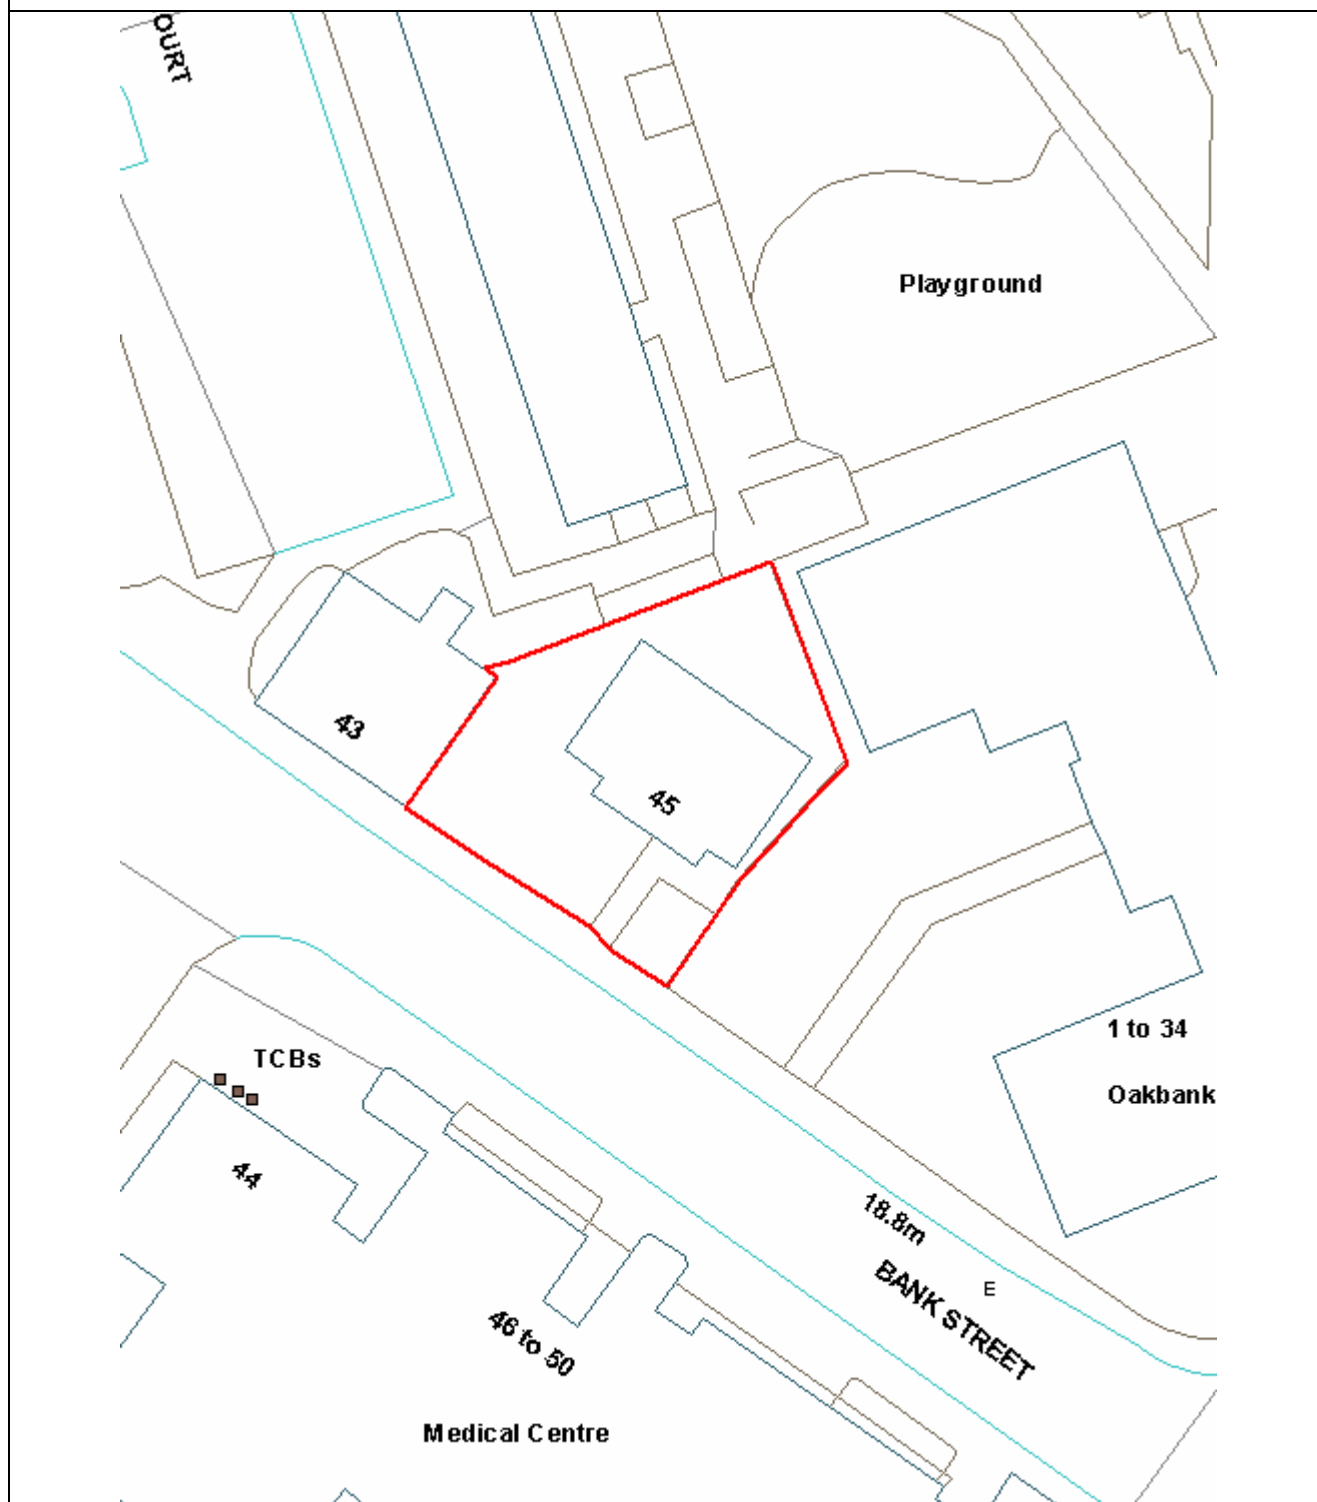 OURT
Playground
43
45
1 to 34
TCBs
Oakbank
44
18.8m
E
BANK STREET
46 to 50
Medical Centre